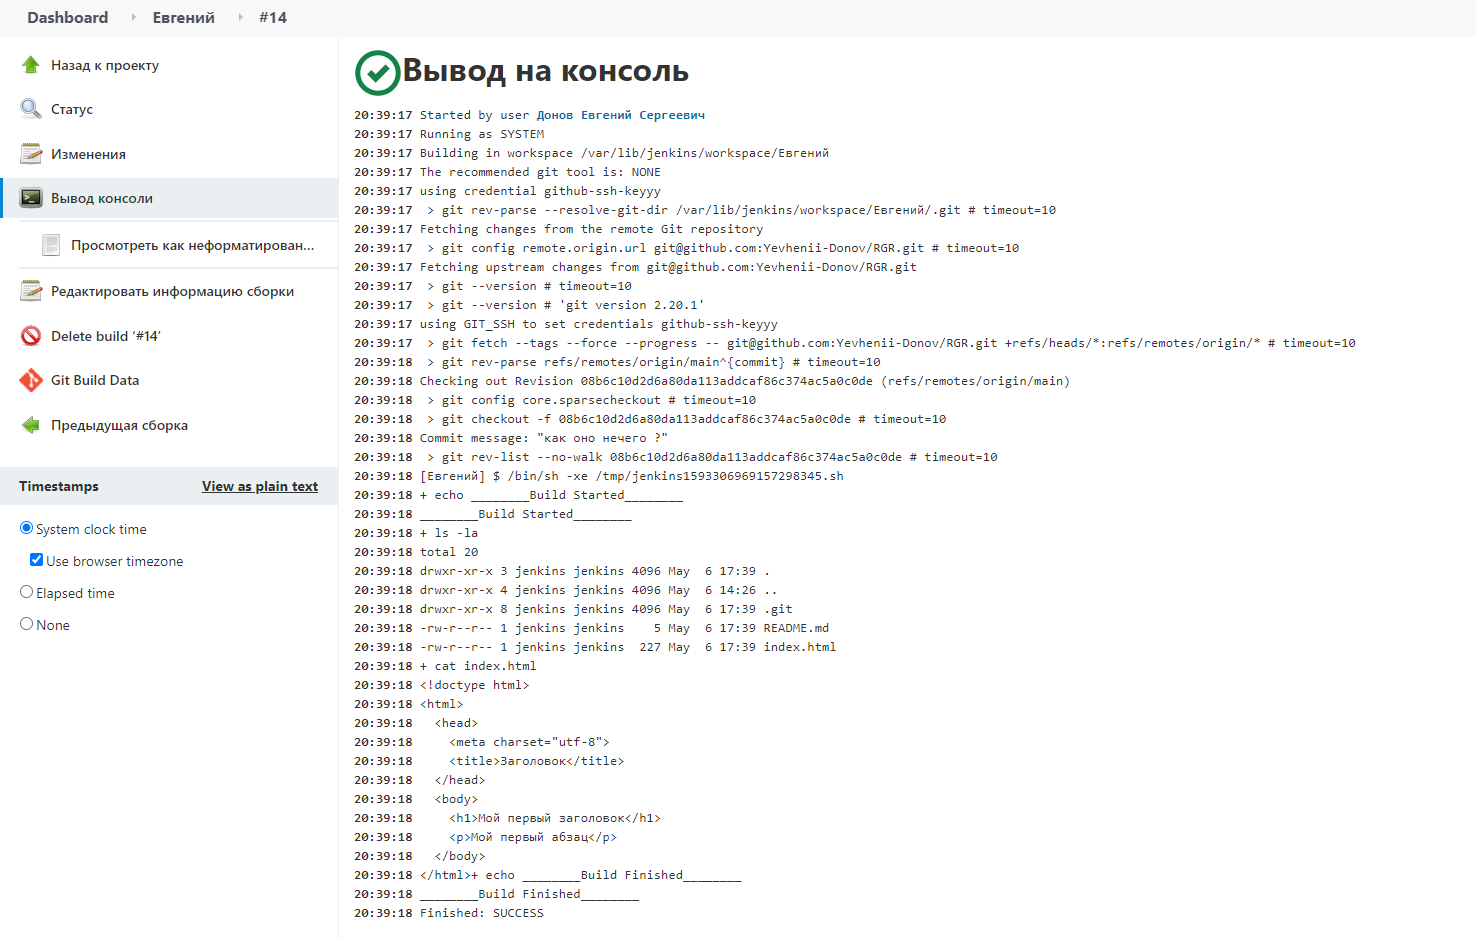 Dashboard Евгений #14
Назад к проекту
Статус
Изменения
Вывод консоли
Просмотреть как неформатирован...
Редактировать информацию сборки
Delete build ‘#14’
Git Build Data
Предыдущая сборка
Timestamps View as plain text
System clock time
Use browser timezone
Elapsed time
None
Вывод на консоль
20:39:17 Started by user Донов Евгений Сергеевич
20:39:17 Running as SYSTEM
20:39:17 Building in workspace /var/lib/jenkins/workspace/Евгений
20:39:17 The recommended git tool is: NONE
20:39:17 using credential github-ssh-keyyy
20:39:17  > git rev-parse --resolve-git-dir /var/lib/jenkins/workspace/Евгений/.git # timeout=10
20:39:17 Fetching changes from the remote Git repository
20:39:17  > git config remote.origin.url git@github.com:Yevhenii-Donov/RGR.git # timeout=10
20:39:17 Fetching upstream changes from git@github.com:Yevhenii-Donov/RGR.git
20:39:17  > git --version # timeout=10
20:39:17  > git --version # 'git version 2.20.1'
20:39:17 using GIT_SSH to set credentials github-ssh-keyyy
20:39:17  > git fetch --tags --force --progress -- git@github.com:Yevhenii-Donov/RGR.git +refs/heads/*:refs/remotes/origin/* # timeout=10
20:39:18  > git rev-parse refs/remotes/origin/main^{commit} # timeout=10
20:39:18 Checking out Revision 08b6c10d2d6a80da113addcaf86c374ac5a0c0de (refs/remotes/origin/main)
20:39:18  > git config core.sparsecheckout # timeout=10
20:39:18  > git checkout -f 08b6c10d2d6a80da113addcaf86c374ac5a0c0de # timeout=10
20:39:18 Commit message: "как оно нечего ?"
20:39:18  > git rev-list --no-walk 08b6c10d2d6a80da113addcaf86c374ac5a0c0de # timeout=10
20:39:18 [Евгений] $ /bin/sh -xe /tmp/jenkins1593306969157298345.sh
20:39:18 + echo ________Build Started________
20:39:18 ________Build Started________
20:39:18 + ls -la
20:39:18 total 20
20:39:18 drwxr-xr-x 3 jenkins jenkins 4096 May  6 17:39 .
20:39:18 drwxr-xr-x 4 jenkins jenkins 4096 May  6 14:26 ..
20:39:18 drwxr-xr-x 8 jenkins jenkins 4096 May  6 17:39 .git
20:39:18 -rw-r--r-- 1 jenkins jenkins    5 May  6 17:39 README.md
20:39:18 -rw-r--r-- 1 jenkins jenkins  227 May  6 17:39 index.html
20:39:18 + cat index.html
20:39:18 <!doctype html>
20:39:18 <html>
20:39:18   <head>
20:39:18     <meta charset="utf-8">
20:39:18     <title>Заголовок</title>
20:39:18   </head>
20:39:18   <body>
20:39:18     <h1>Мой первый заголовок</h1>
20:39:18     <p>Мой первый абзац</p>
20:39:18   </body>
20:39:18 </html>+ echo ________Build Finished________
20:39:18 ________Build Finished________
20:39:18 Finished: SUCCESS